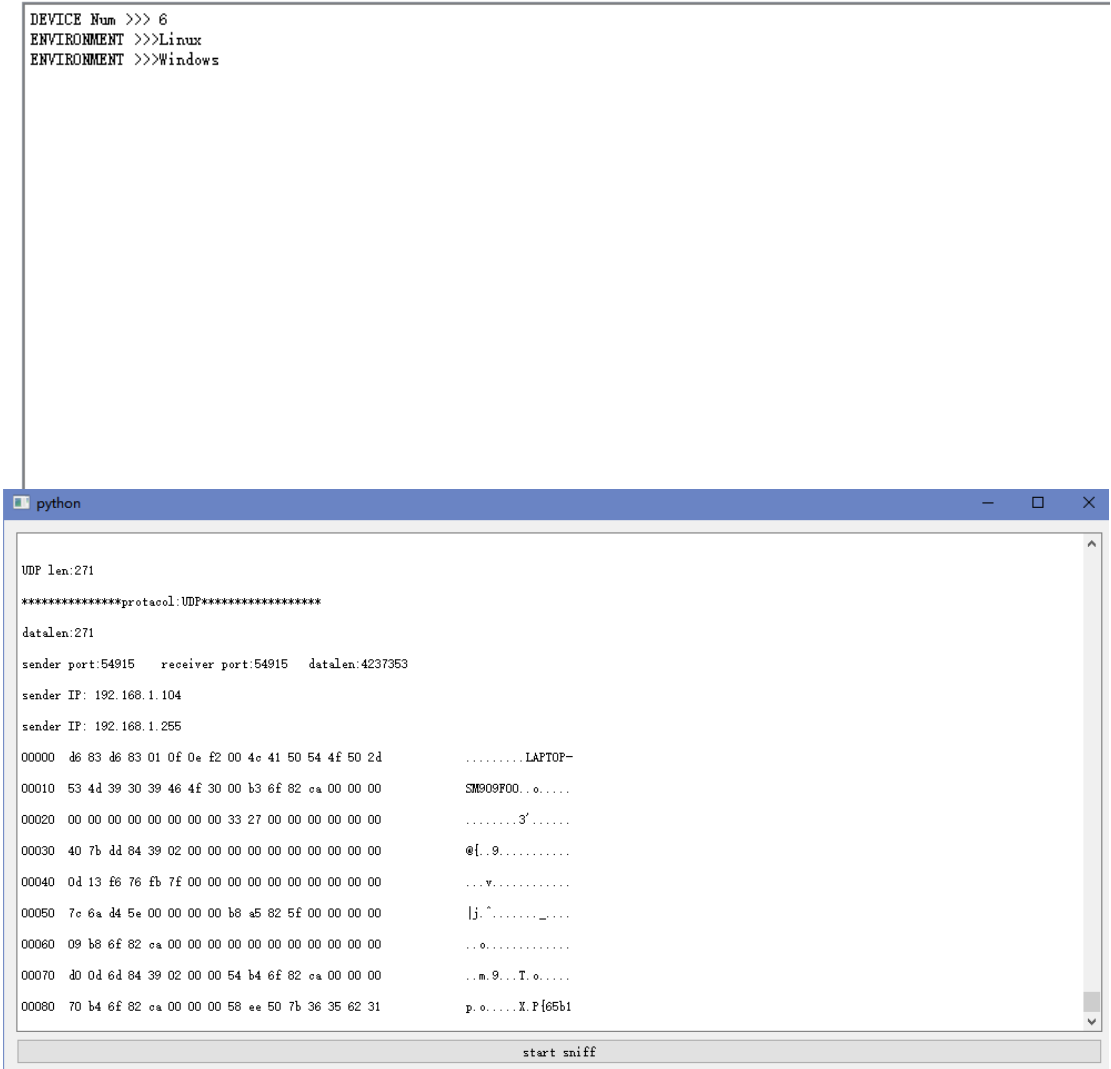 DEVICE Num >>> 6
ENVIRONMENT >>>Linux
ENVIRONMENT >>>Windows
python
UDP len:271
***************protacol:UDP******************
datalen:271
sender port:54915    receiver port:54915   datalen:4237353
sender IP: 192.168.1.104
sender IP: 192.168.1.255
00000  d6 83 d6 83 01 0f 0e f2 00 4c 41 50 54 4f 50 2d    .........LAPTOP-
00010  53 4d 39 30 39 46 4f 30 00 b3 6f 82 ca 00 00 00    SM909FO0..o.....
00020  00 00 00 00 00 00 00 00 33 27 00 00 00 00 00 00    ........3'......
00030  40 7b dd 84 39 02 00 00 00 00 00 00 00 00 00 00    @{..9...........
00040  0d 13 f6 76 fb 7f 00 00 00 00 00 00 00 00 00 00    ...v............
00050  7c 6a d4 5e 00 00 00 00 b8 a5 82 5f 00 00 00 00    |j.^......._....
00060  09 b8 6f 82 ca 00 00 00 00 00 00 00 00 00 00 00    ..o.............
00070  d0 0d 6d 84 39 02 00 00 54 b4 6f 82 ca 00 00 00    ..m.9...T.o.....
00080  70 b4 6f 82 ca 00 00 00 58 ee 50 7b 36 35 62 31    p.o.....X.P{65b1
start sniff